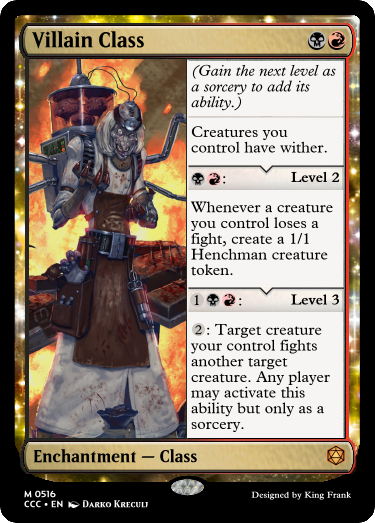 Villain Class
(Gain the next level as
a sorcery to add its
ability.)
Creatures you
control have wither.
: Level 2
Whenever a creature
you control loses a
fight, create a 1/1
Henchman creature
token.
1 : Level 3
2: Target creature
your control fights
another target
creature. Any player
may activate this
ability but only as a
sorcery.
Enchantment — Class
M 0516
CCC • EN Darko Kreculj
Designed by King Frank